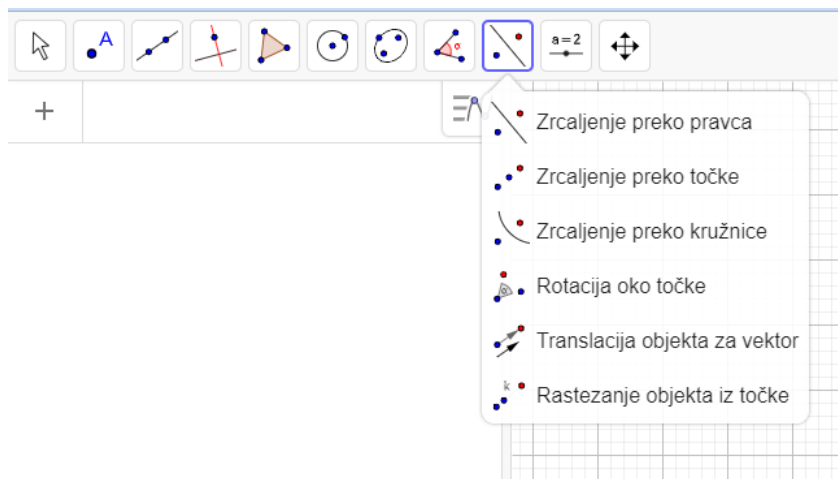 A
a=2
+
Zrcaljenje preko pravca
Zrcaljenje preko točke
Zrcaljenje preko kružnice
Rotacija oko točke
Translacija objekta za vektor
k
Rastezanje objekta iz točke